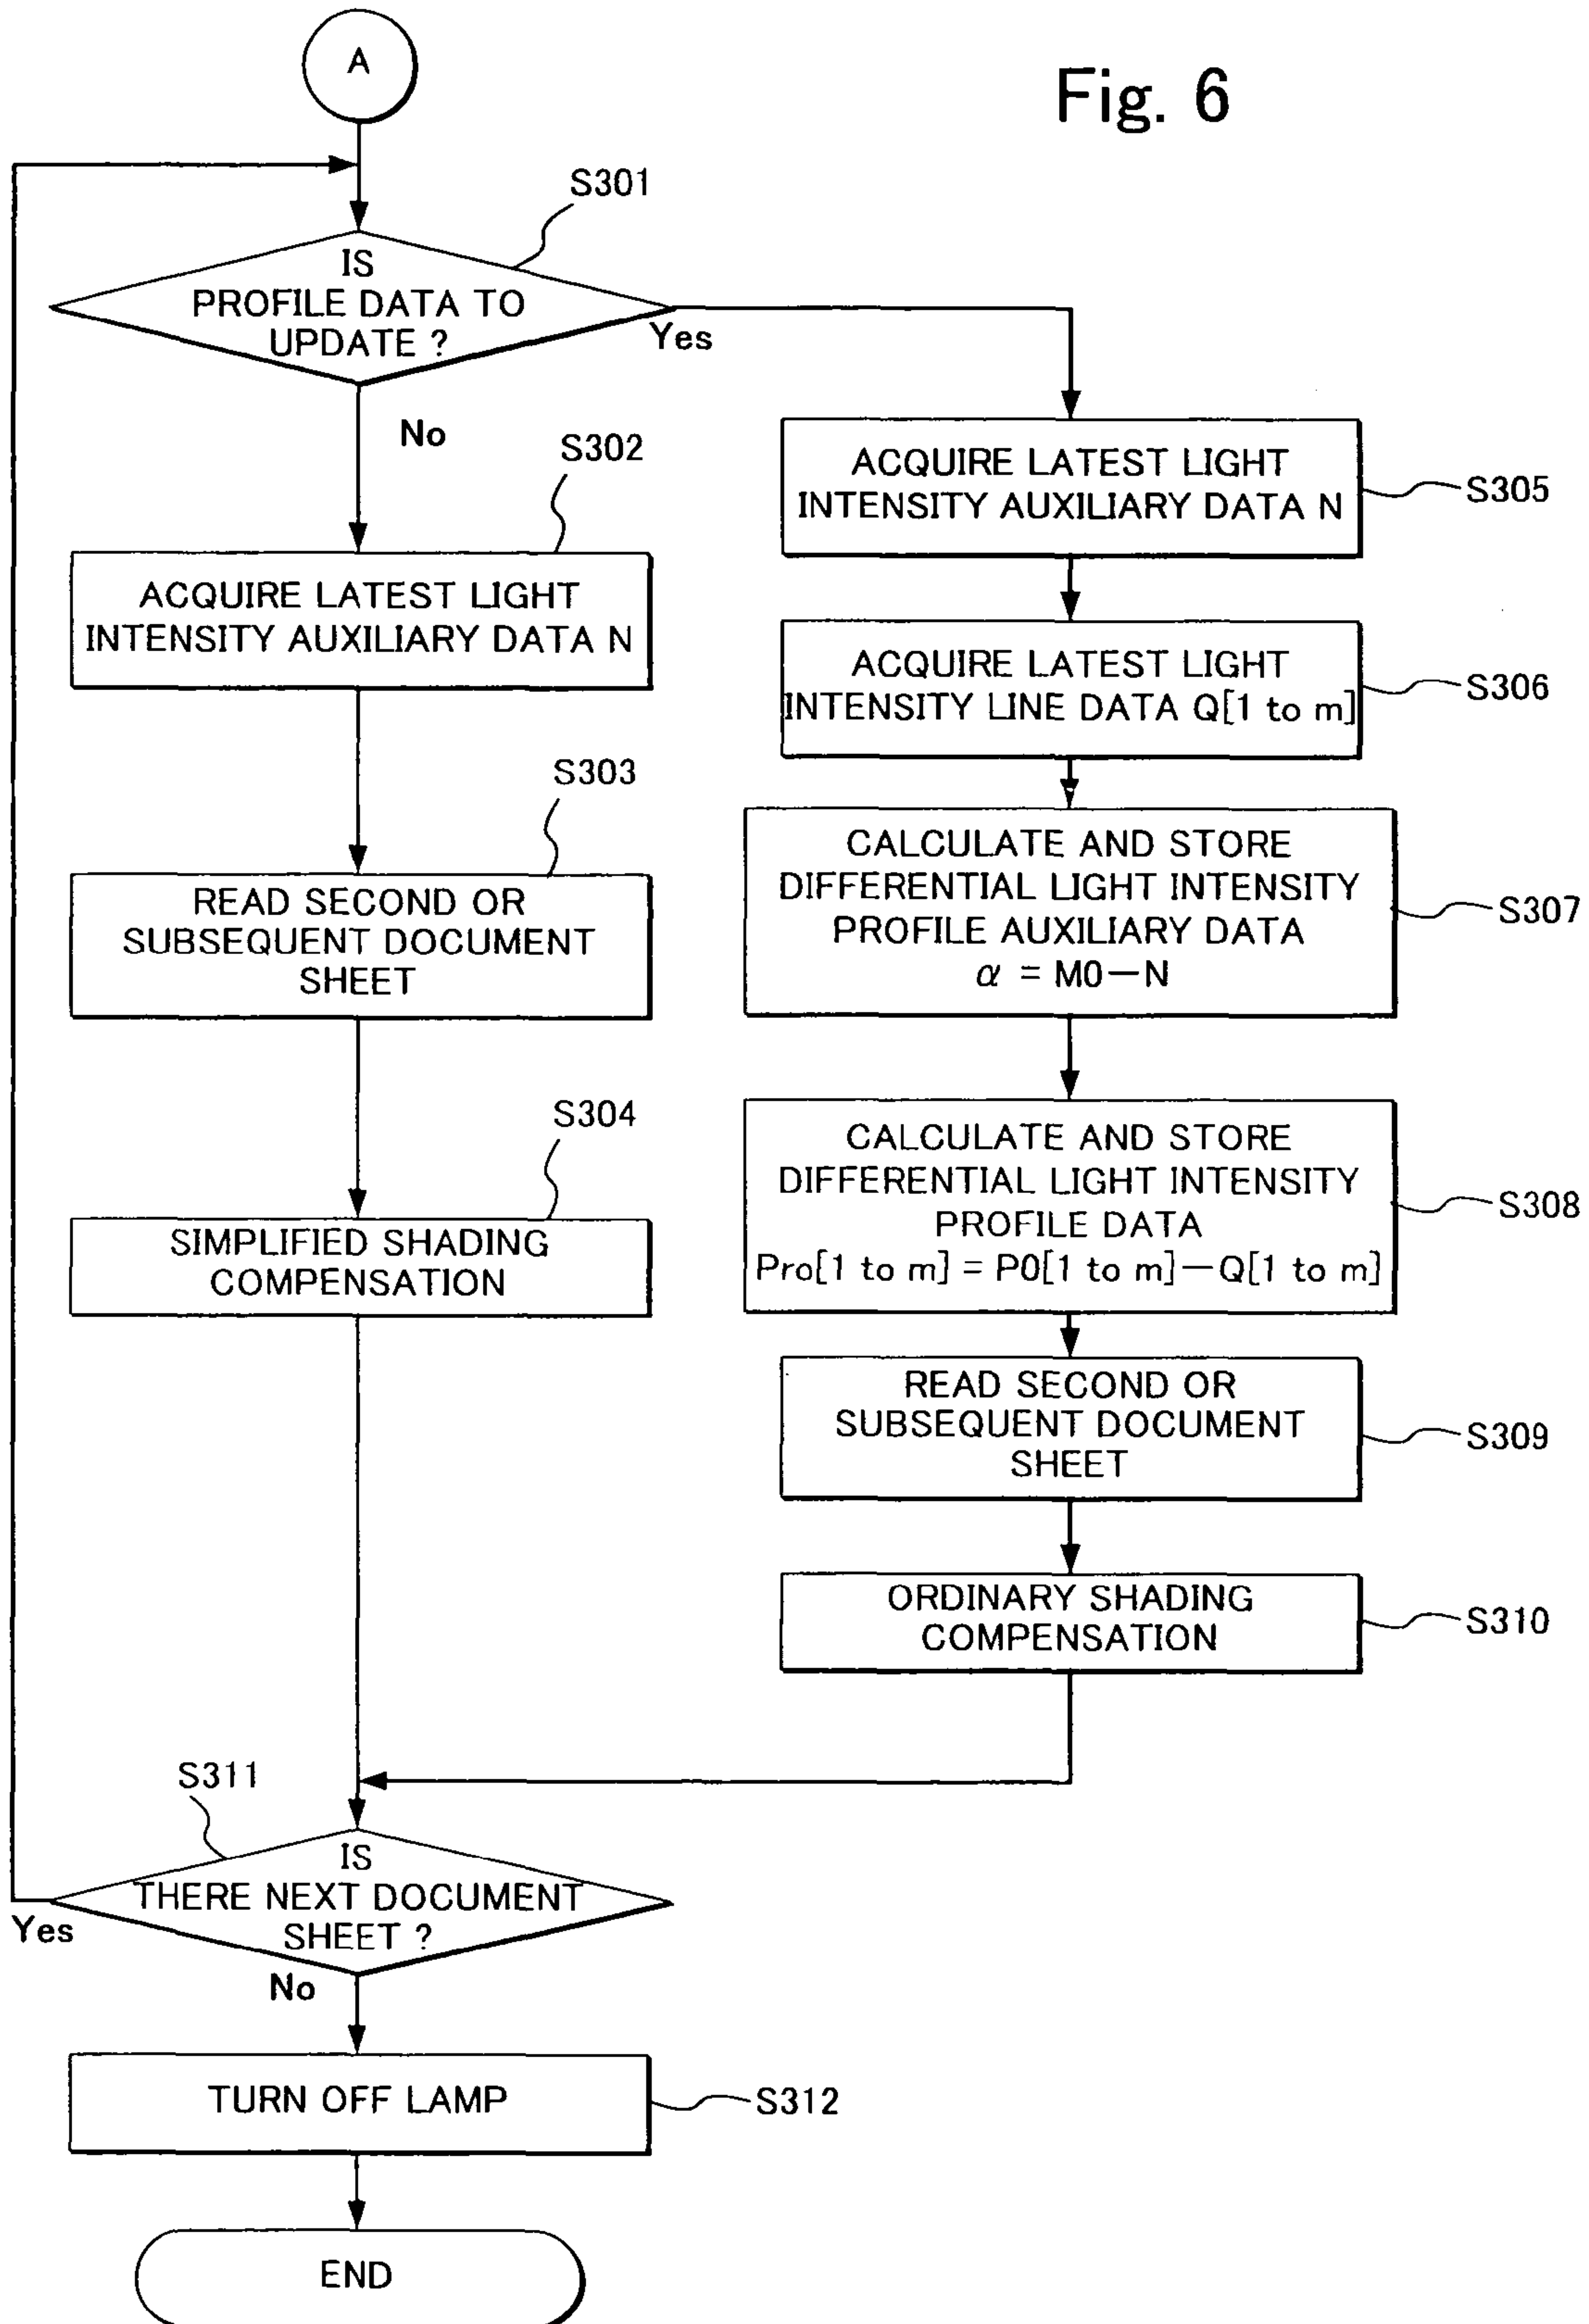 A
Fig. 6
S301
IS
PROFILE DATA TO
UPDATE ?
Yes
No
S302
ACQUIRE LATEST LIGHT
INTENSITY AUXILIARY DATA N
S303
READ SECOND OR
SUBSEQUENT DOCUMENT
SHEET
S304
SIMPLIFIED SHADING
COMPENSATION
ACQUIRE LATEST LIGHT
INTENSITY AUXILIARY DATA N
S305
ACQUIRE LATEST LIGHT
INTENSITY LINE DATA Q[1 to m]
S306
CALCULATE AND STORE
DIFFERENTIAL LIGHT INTENSITY
PROFILE AUXILIARY DATA
α = M0－N
S307
CALCULATE AND STORE
DIFFERENTIAL LIGHT INTENSITY
PROFILE DATA
Pro[1 to m] = P0[1 to m]－Q[1 to m]
S308
READ SECOND OR
SUBSEQUENT DOCUMENT
SHEET
S309
ORDINARY SHADING
COMPENSATION
S310
S311
IS
THERE NEXT DOCUMENT
SHEET ?
Yes
No
TURN OFF LAMP
S312
END